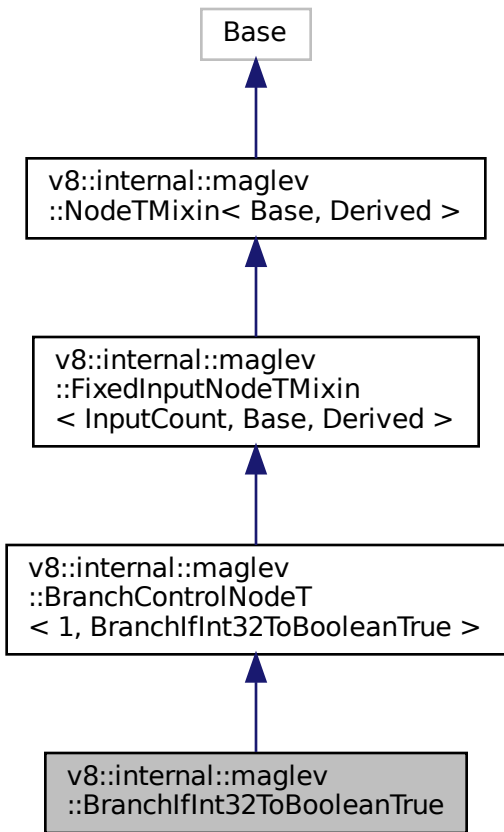 Base
v8::internal::maglev
::NodeTMixin< Base, Derived >
v8::internal::maglev
::FixedInputNodeTMixin
< InputCount, Base, Derived >
v8::internal::maglev
::BranchControlNodeT
< 1, BranchIfInt32ToBooleanTrue >
v8::internal::maglev
::BranchIfInt32ToBooleanTrue